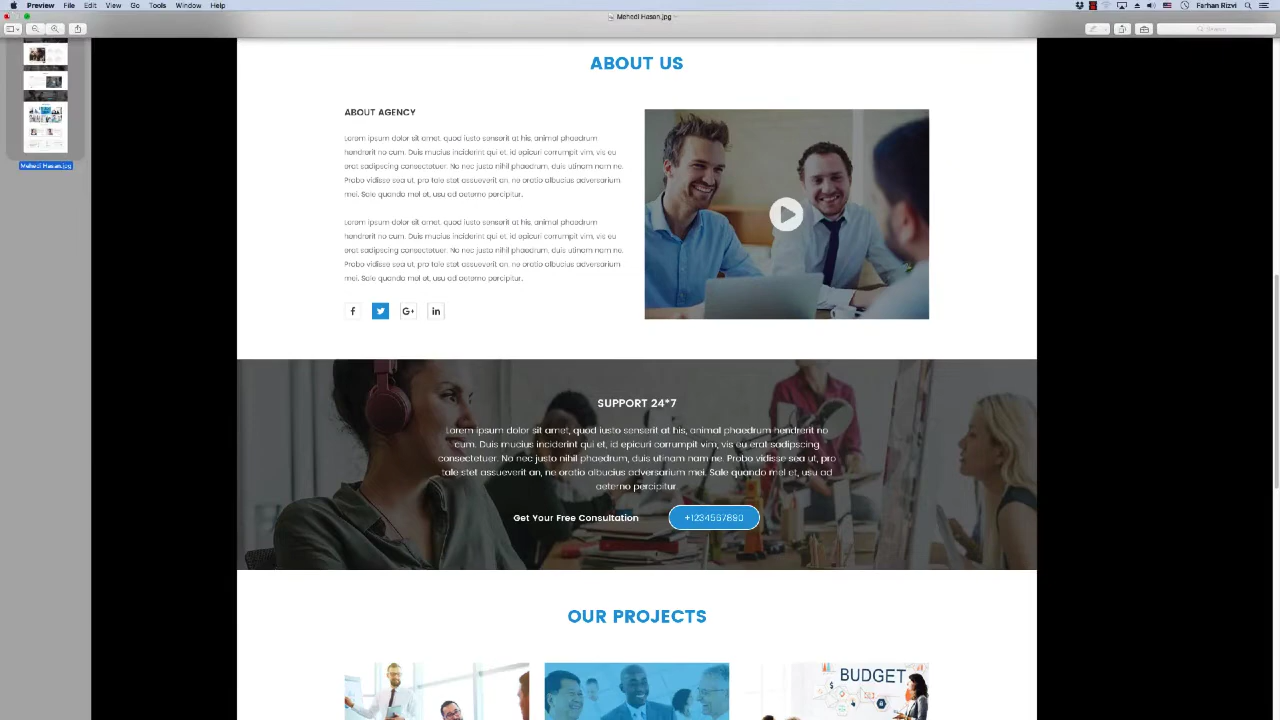 Preview File Edit View Go Tools Window Help
Farhan Rizvi
Mehedi Hasan.jpg
Search
Mehedi Hasan.jpg
ABOUT US
ABOUT AGENCY
Lorem ipsum dolor sit amet, quod iusto senserit at his, animal phaedrum
hendrerit no cum. Duis mucius inciderint qui et, id epicuri corrumpit vim, vis eu
erat sadipscing consectetuer. No nec justo nihil phaedrum, duis utinam nam ne.
Probo vidisse sea ut, pro tale stet assueverit an, ne oratio albucius adversarium
mei. Sale quando mel et, usu ad aeterno percipitur.
Lorem ipsum dolor sit amet, quod iusto senserit at his, animal phaedrum
hendrerit no cum. Duis mucius inciderint qui et, id epicuri corrumpit vim, vis eu
erat sadipscing consectetuer. No nec justo nihil phaedrum, duis utinam nam ne.
Probo vidisse sea ut, pro tale stet assueverit an, ne oratio albucius adversarium
mei. Sale quando mel et, usu ad aeterno percipitur.
f G+ in
SUPPORT 24*7
Lorem ipsum dolor sit amet, quod iusto senserit at his, animal phaedrum hendrerit no
cum. Duis mucius inciderint qui et, id epicuri corrumpit vim, vis eu erat sadipscing
consectetuer. No nec justo nihil phaedrum, duis utinam nam ne. Probo vidisse sea ut, pro
tale stet assueverit an, ne oratio albucius adversarium mei. Sale quando mel et, usu ad
aeterno percipitur.
Get Your Free Consultation +1234567890
OUR PROJECTS
BUDGET